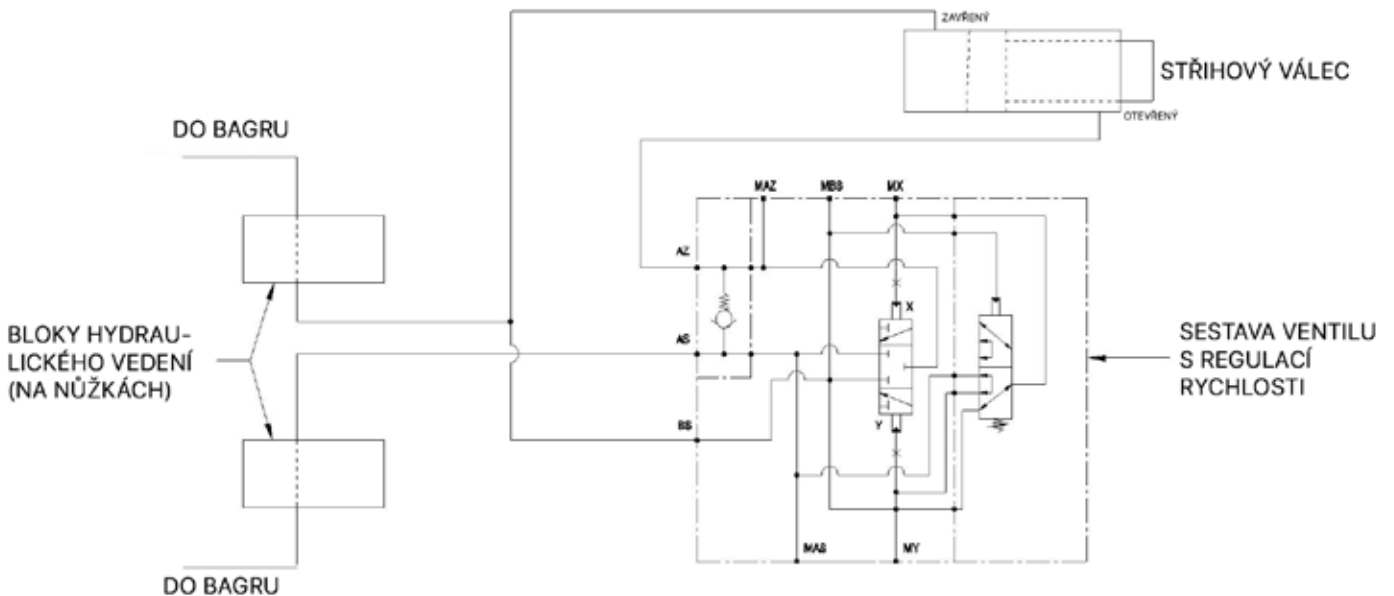 ZAVŘENÝ
STŘIHOVÝ VÁLEC
OTEVŘENÝ
DO BAGRU
MAZ
MBS
MX
AZ
X
BLOKY HYDRAU-
LICKÉHO VEDENÍ
(NA NŮŽKÁCH)
AS
SESTAVA VENTILU
S REGULACÍ
RYCHLOSTI
BS
Y
MAS
MY
DO BAGRU